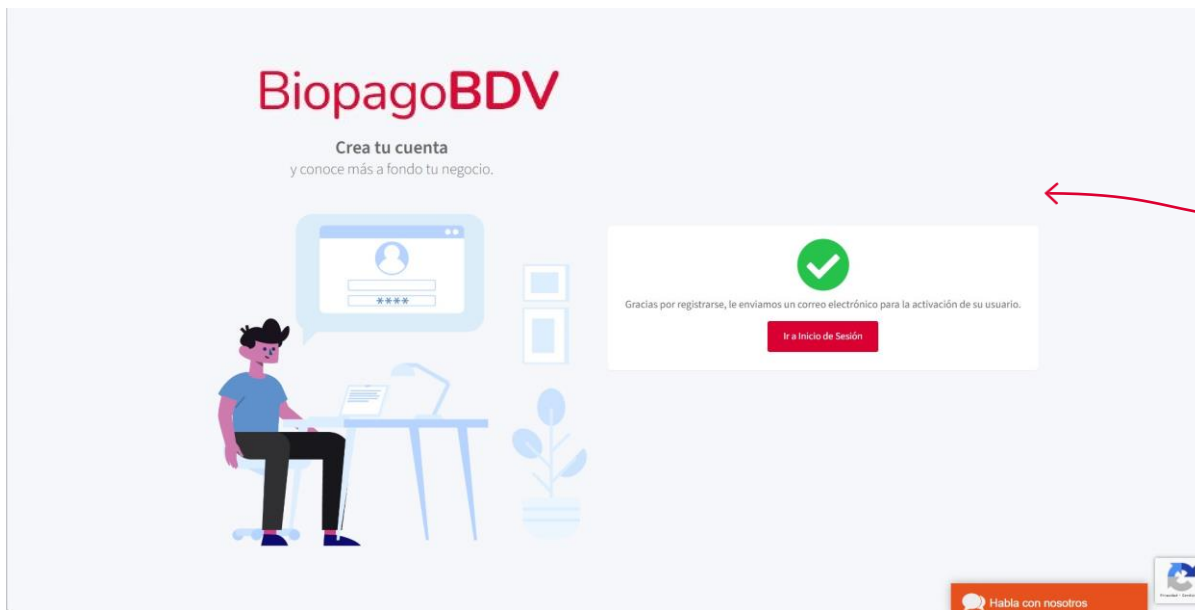 BiopagoBDV
Crea tu cuenta
y conoce más a fondo tu negocio.
****
Gracias por registrarse, le enviamos un correo electrónico para la activación de su usuario.
Ir a Inicio de Sesión
Habla con nosotros